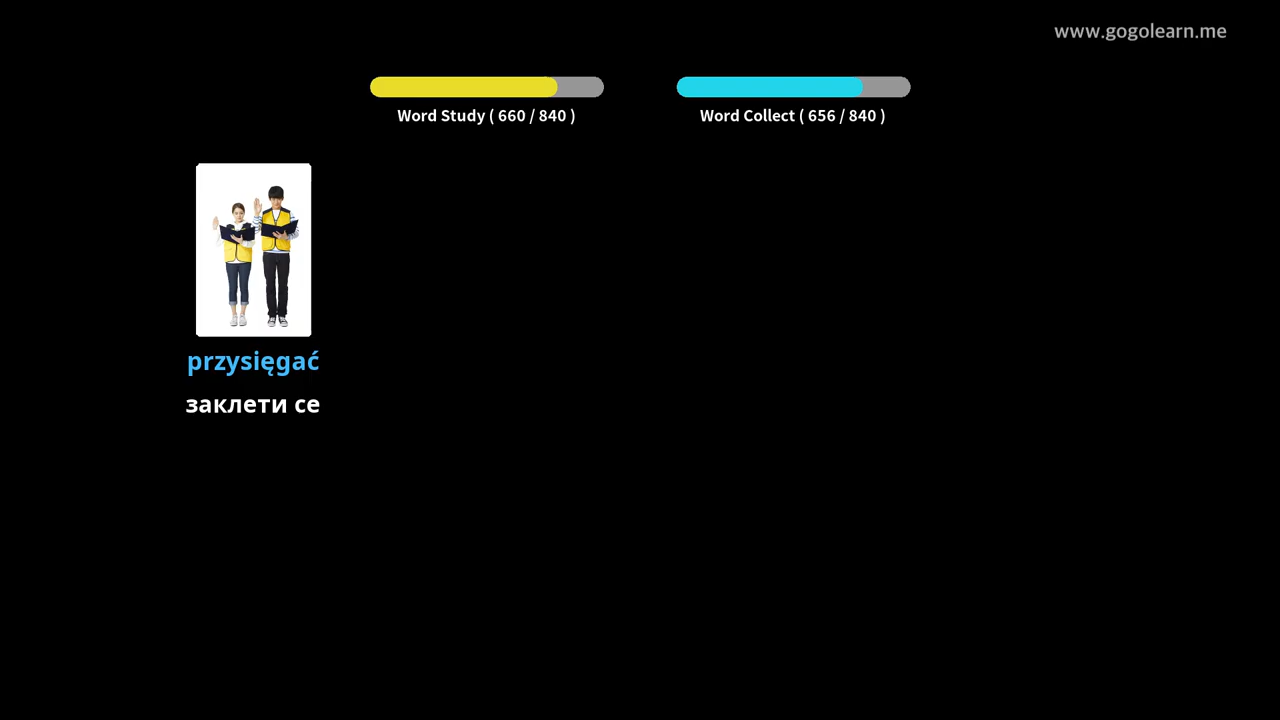 www.gogolearn.me
Word Study ( 660 / 840 )
Word Collect ( 656 / 840 )
przysięgać
заклети се